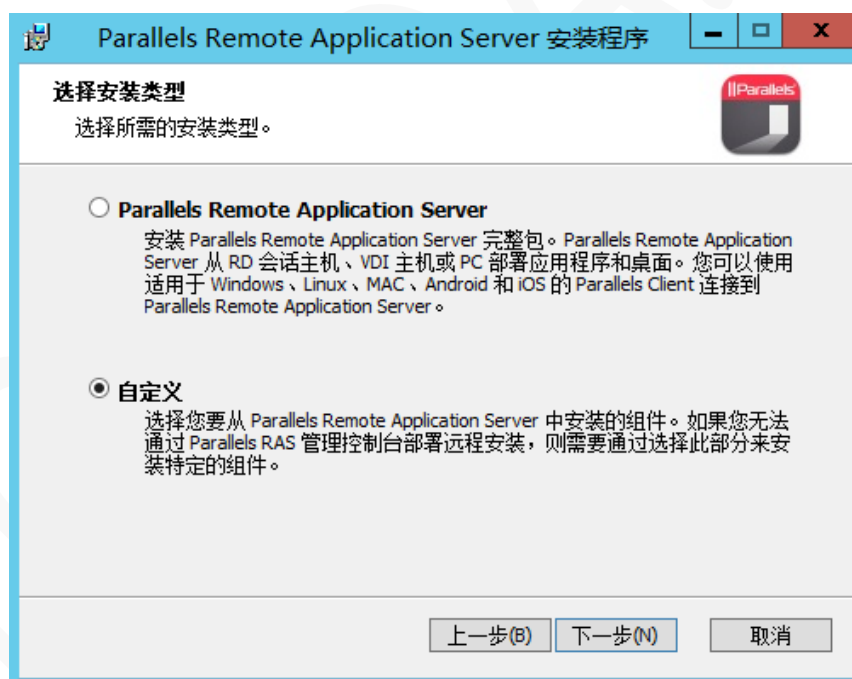 Parallels Remote Application Server 安装程序
选择安装类型
选择所需的安装类型。
||Parallels
Parallels Remote Application Server
安装 Parallels Remote Application Server 完整包。Parallels Remote Application
Server 从 RD 会话主机、VDI 主机或 PC 部署应用程序和桌面。您可以使用
适用于 Windows、Linux、MAC、Android 和 iOS 的 Parallels Client 连接到
Parallels Remote Application Server。
自定义
选择您要从 Parallels Remote Application Server 中安装的组件。如果您无法
通过 Parallels RAS 管理控制台部署远程安装，则需要通过选择此部分来安
装特定的组件。
上一步(B) 下一步(N) 取消